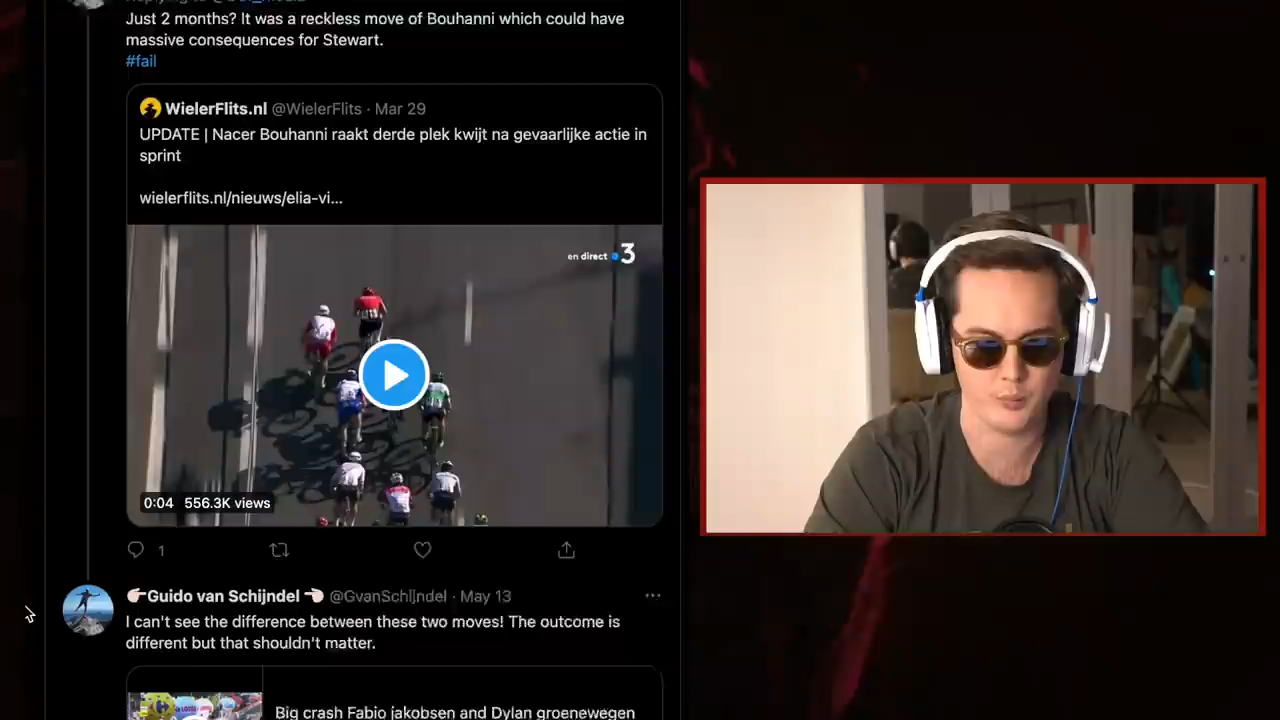 Just 2 months? It was a reckless move of Bouhanni which could have
massive consequences for Stewart.
#fail
WielerFlits.nl @WielerFlits · Mar 29
UPDATE | Nacer Bouhanni raakt derde plek kwijt na gevaarlijke actie in
sprint
wielerflits.nl/nieuws/elia-vi...
en direct 3
0:04 556.3K views
1
Guido van Schijndel @GvanSchIjndel · May 13
I can't see the difference between these two moves! The outcome is
different but that shouldn't matter.
Big crash Fabio jakobsen and Dylan groenewegen